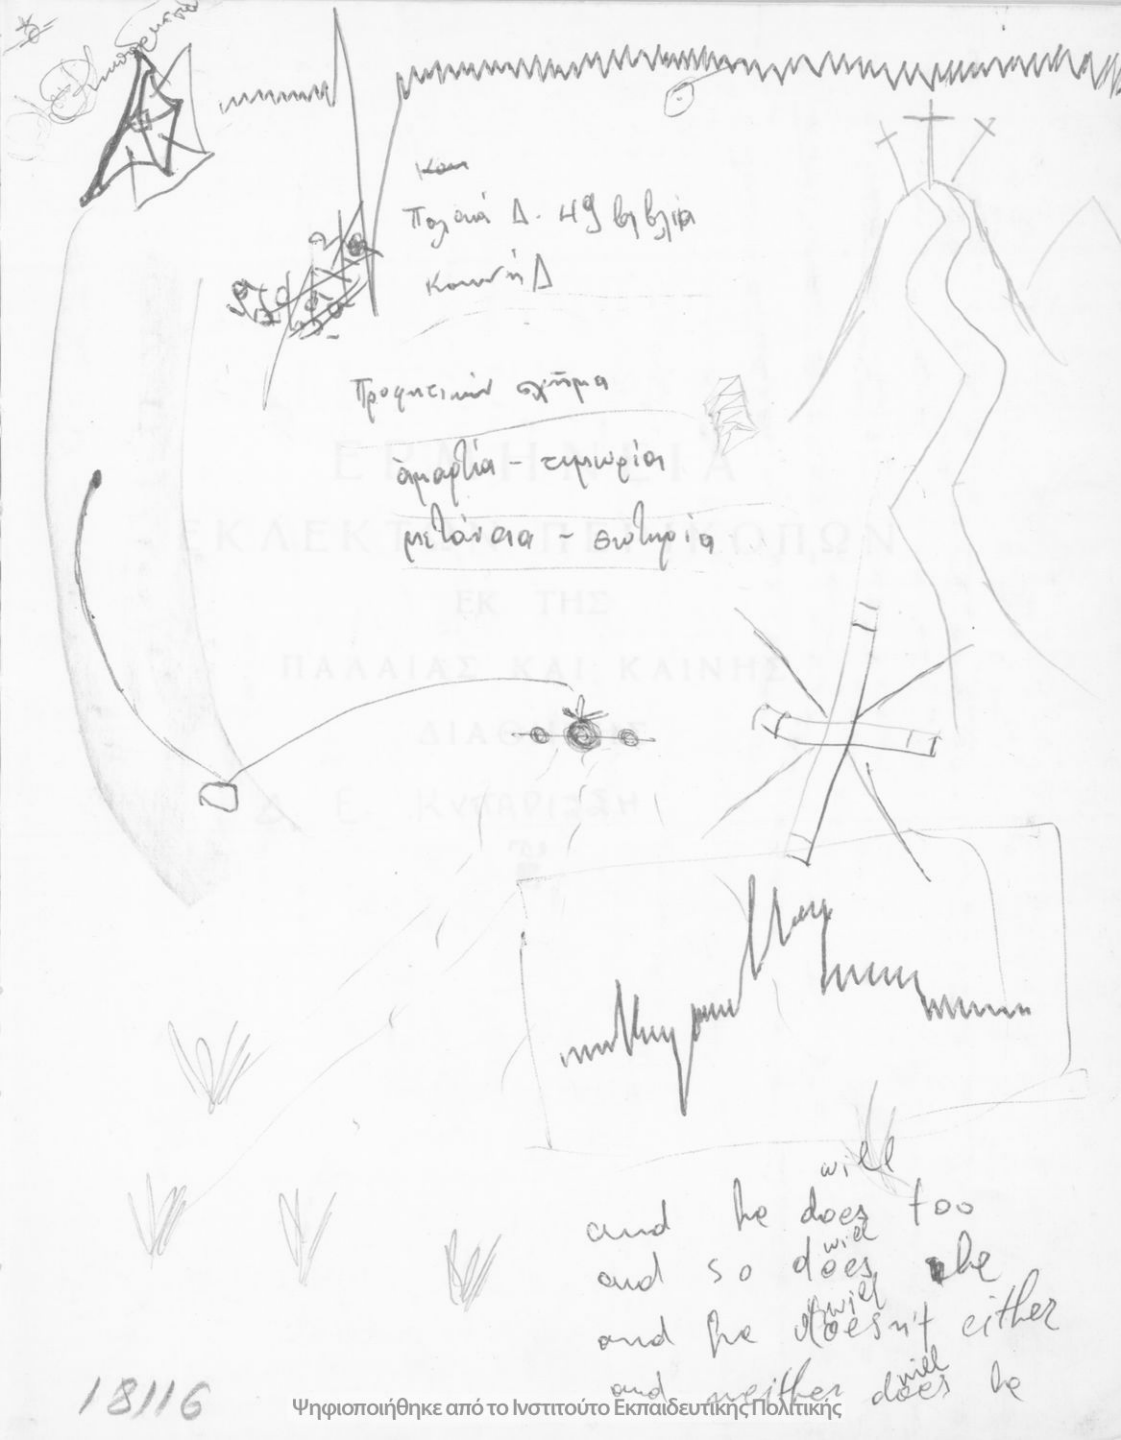 Παλαιά Δ. 49 βιβλία
Καινή Δ
Προφητικόν σχήμα
ἁμαρτία - τιμωρία
μετάνοια - σωτηρία
ΕΡΜΗΝΕΙΑ
ΕΚΛΕΚΤΩΝ ΠΕΡΙΚΟΠΩΝ
ΕΚ ΤΗΣ
ΠΑΛΑΙΑΣ ΚΑΙ ΚΑΙΝΗΣ
ΔΙΑΘΗΚΗΣ
will
and he does too
will
and so does he
will
and he doesn't either
will
and neither does he
18116
Ψηφιοποιήθηκε από το Ινστιτούτο Εκπαιδευτικής Πολιτικής